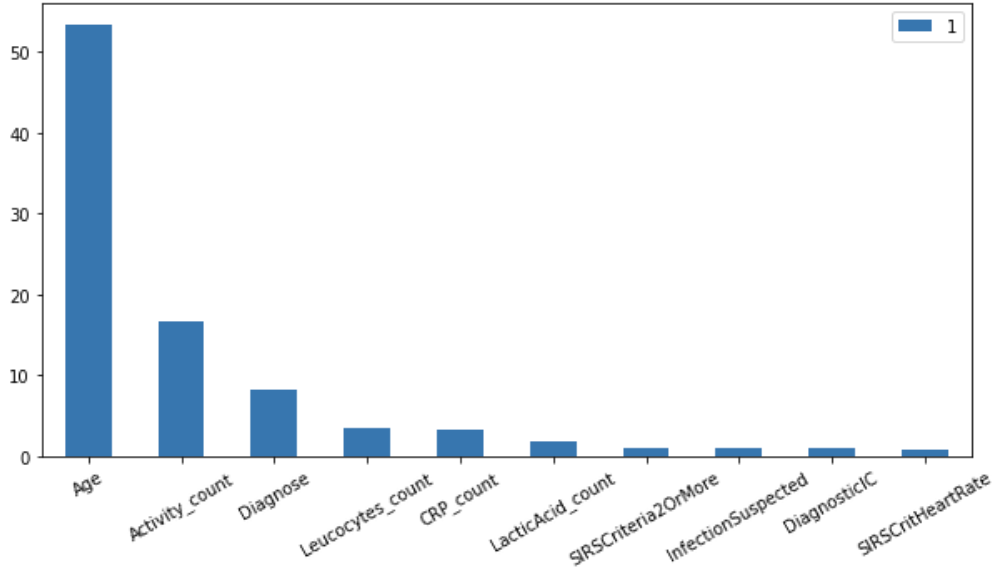 1
50
40
30
20
10
0
Age
Activity_count
Diagnose
Leucocytes_count
CRP_count
LacticAcid_count
SIRSCriteria2OrMore
InfectionSuspected
DiagnosticIC
SIRSCritHeartRate